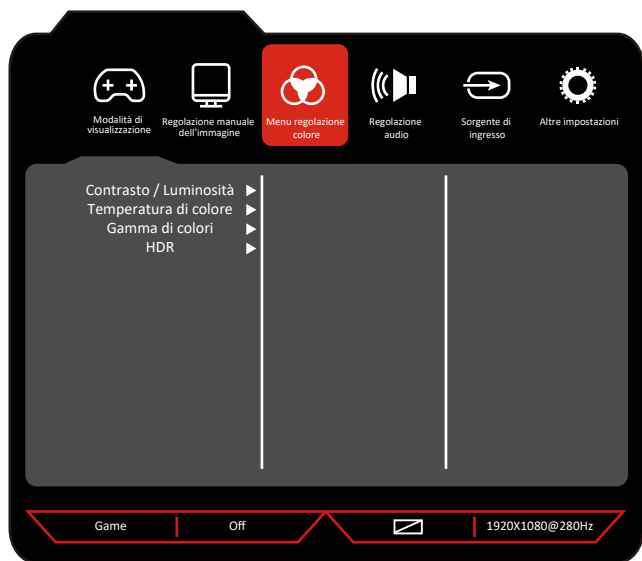 Modalità di
visualizzazione
Regolazione manuale
dell'immagine
Menu regolazione
colore
Regolazione
audio
Sorgente di
ingresso
Altre impostazioni
Contrasto / Luminosità
Temperatura di colore
Gamma di colori
HDR
Game
Off
1920X1080@280Hz